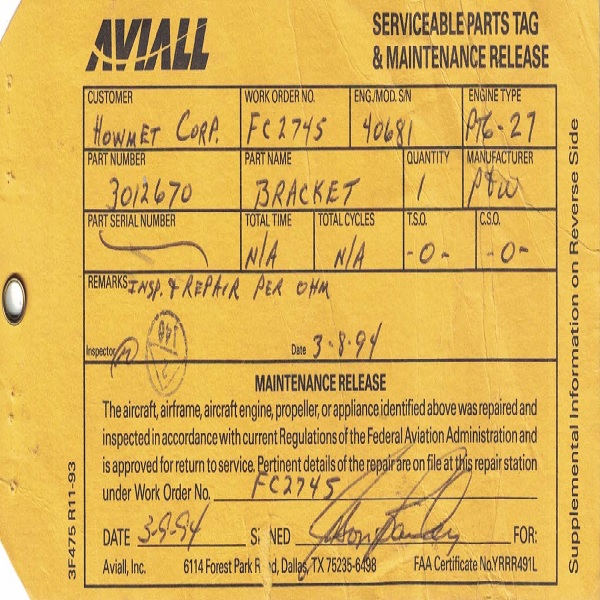 AVIALL
SERVICEABLE PARTS TAG
& MAINTENANCE RELEASE
CUSTOMER WORK ORDER NO. ENG./MOD. S/N ENGINE TYPE
HOWMET CORP. FC2745 40681 PT6-27
PART NUMBER PART NAME QUANTITY MANUFACTURER
3012670 BRACKET 1 P&W
PART SERIAL NUMBER TOTAL TIME TOTAL CYCLES T.S.O. C.S.O.
N/A N/A -0- -0-
REMARKS INSP. & REPAIR PER OHM
140
2
Inspector Date 3-8-94
MAINTENANCE RELEASE
The aircraft, airframe, aircraft engine, propeller, or appliance identified above was repaired and
inspected in accordance with current Regulations of the Federal Aviation Administration and
is approved for return to service. Pertinent details of the repair are on file at this repair station
under Work Order No. FC2745
DATE 3-9-94 SIGNED FOR:
Aviall, Inc. 6114 Forest Park Road, Dallas, TX 75235-6498 FAA Certificate No.YRRR491L
3F475 R11-93
Supplemental Information on Reverse Side